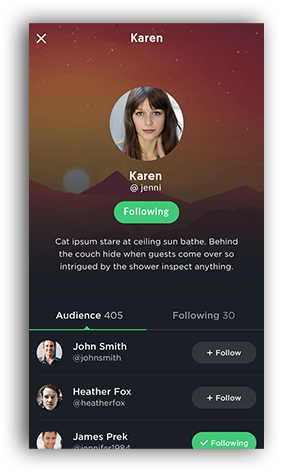 Karen
Karen
@ jenni
Following
Cat ipsum stare at ceiling sun bathe. Behind
the couch hide when guests come over so
intrigued by the shower inspect anything.
Audience 405 Following 30
John Smith
@johnsmith
+ Follow
Heather Fox
@heatherfox
+ Follow
James Prek
@jennifer1984
Following